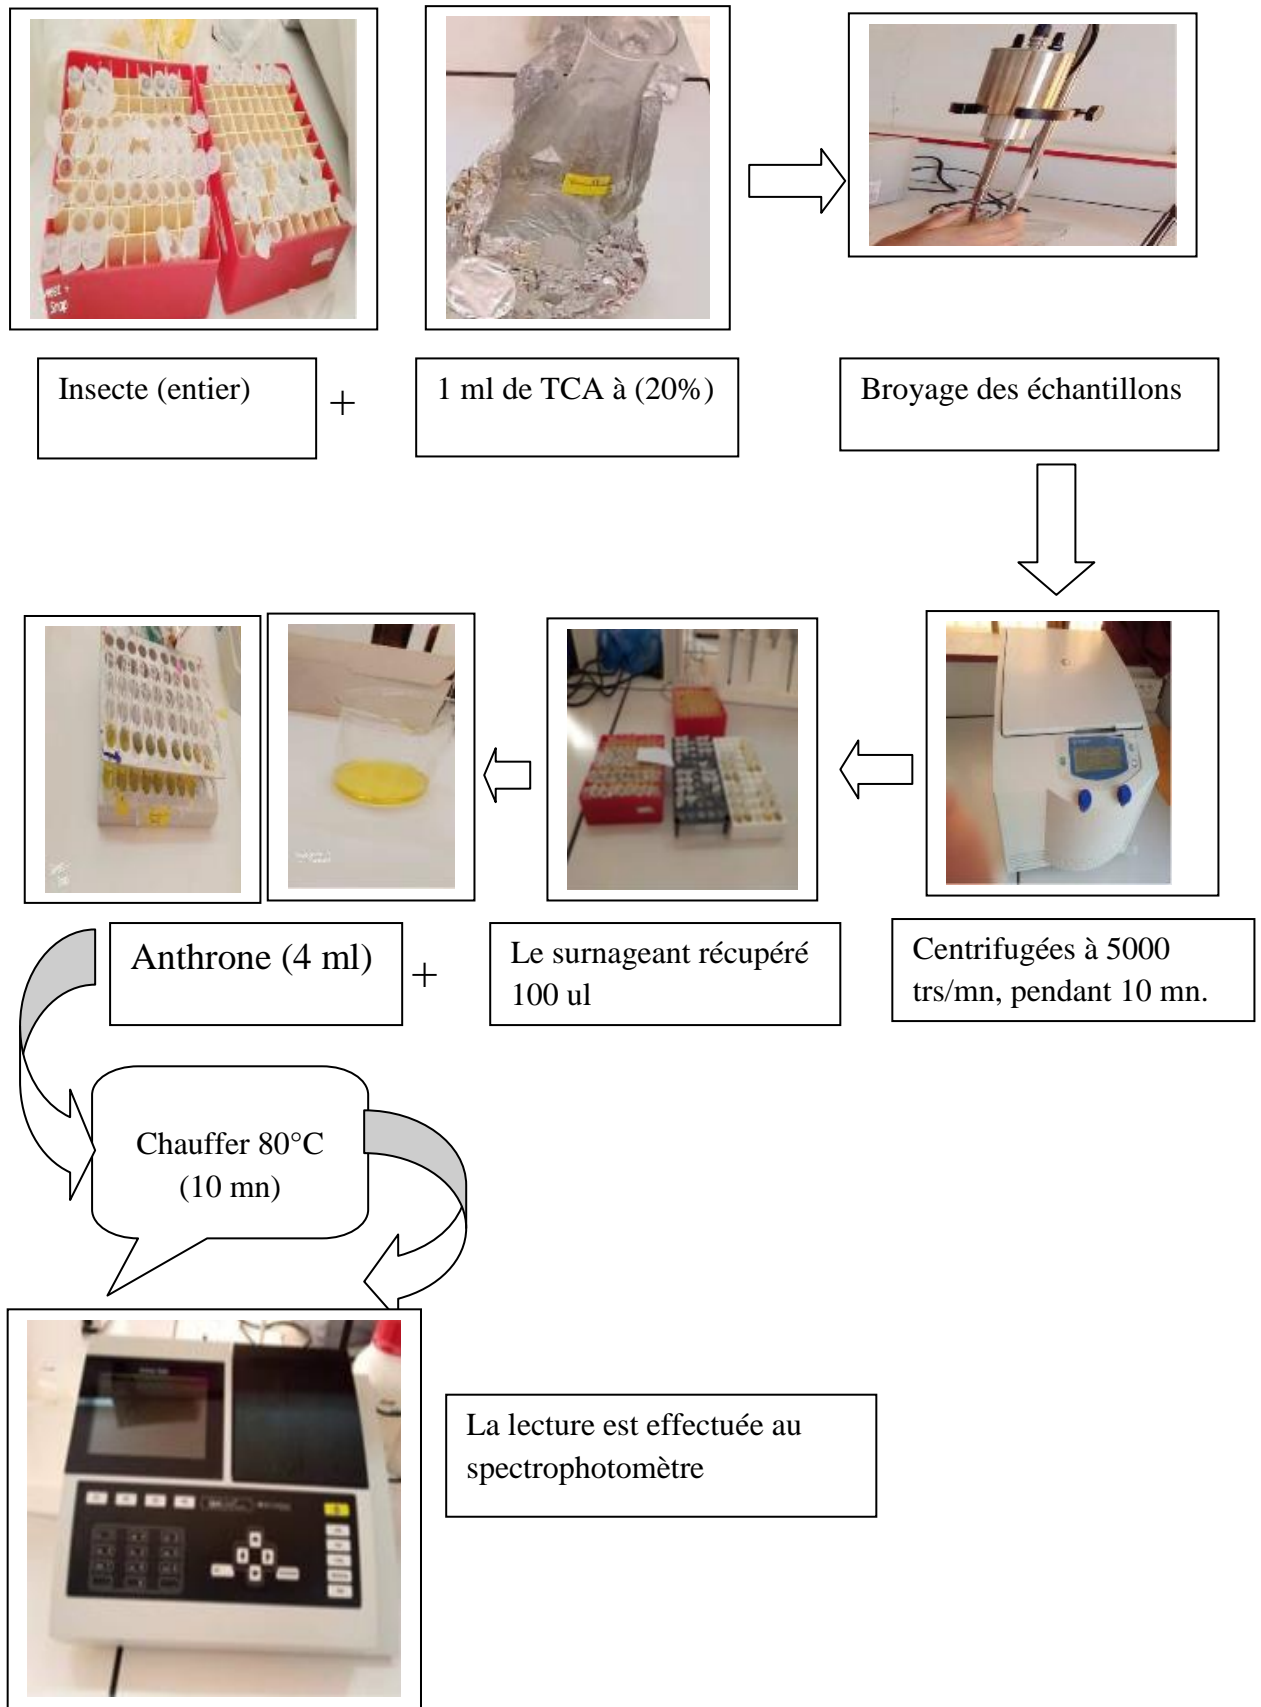 Insecte (entier)
+
1 ml de TCA à (20%)
Broyage des échantillons
Anthrone (4 ml)
+
Le surnageant récupéré
100 ul
Centrifugées à 5000
trs/mn, pendant 10 mn.
Chauffer 80°C
(10 mn)
La lecture est effectuée au
spectrophotomètre